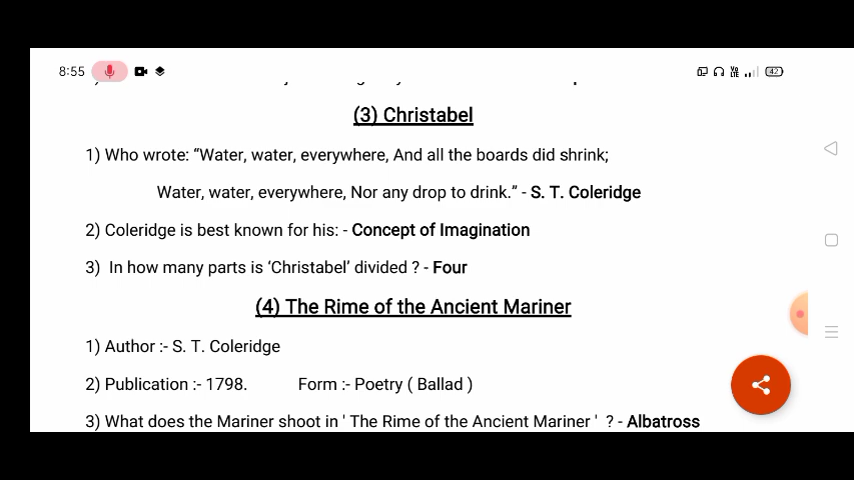 8:55
42
(3) Christabel
1) Who wrote: “Water, water, everywhere, And all the boards did shrink;
Water, water, everywhere, Nor any drop to drink.” - S. T. Coleridge
2) Coleridge is best known for his: - Concept of Imagination
3) In how many parts is ‘Christabel’ divided ? - Four
(4) The Rime of the Ancient Mariner
1) Author :- S. T. Coleridge
2) Publication :- 1798. Form :- Poetry ( Ballad )
3) What does the Mariner shoot in ' The Rime of the Ancient Mariner ' ? - Albatross